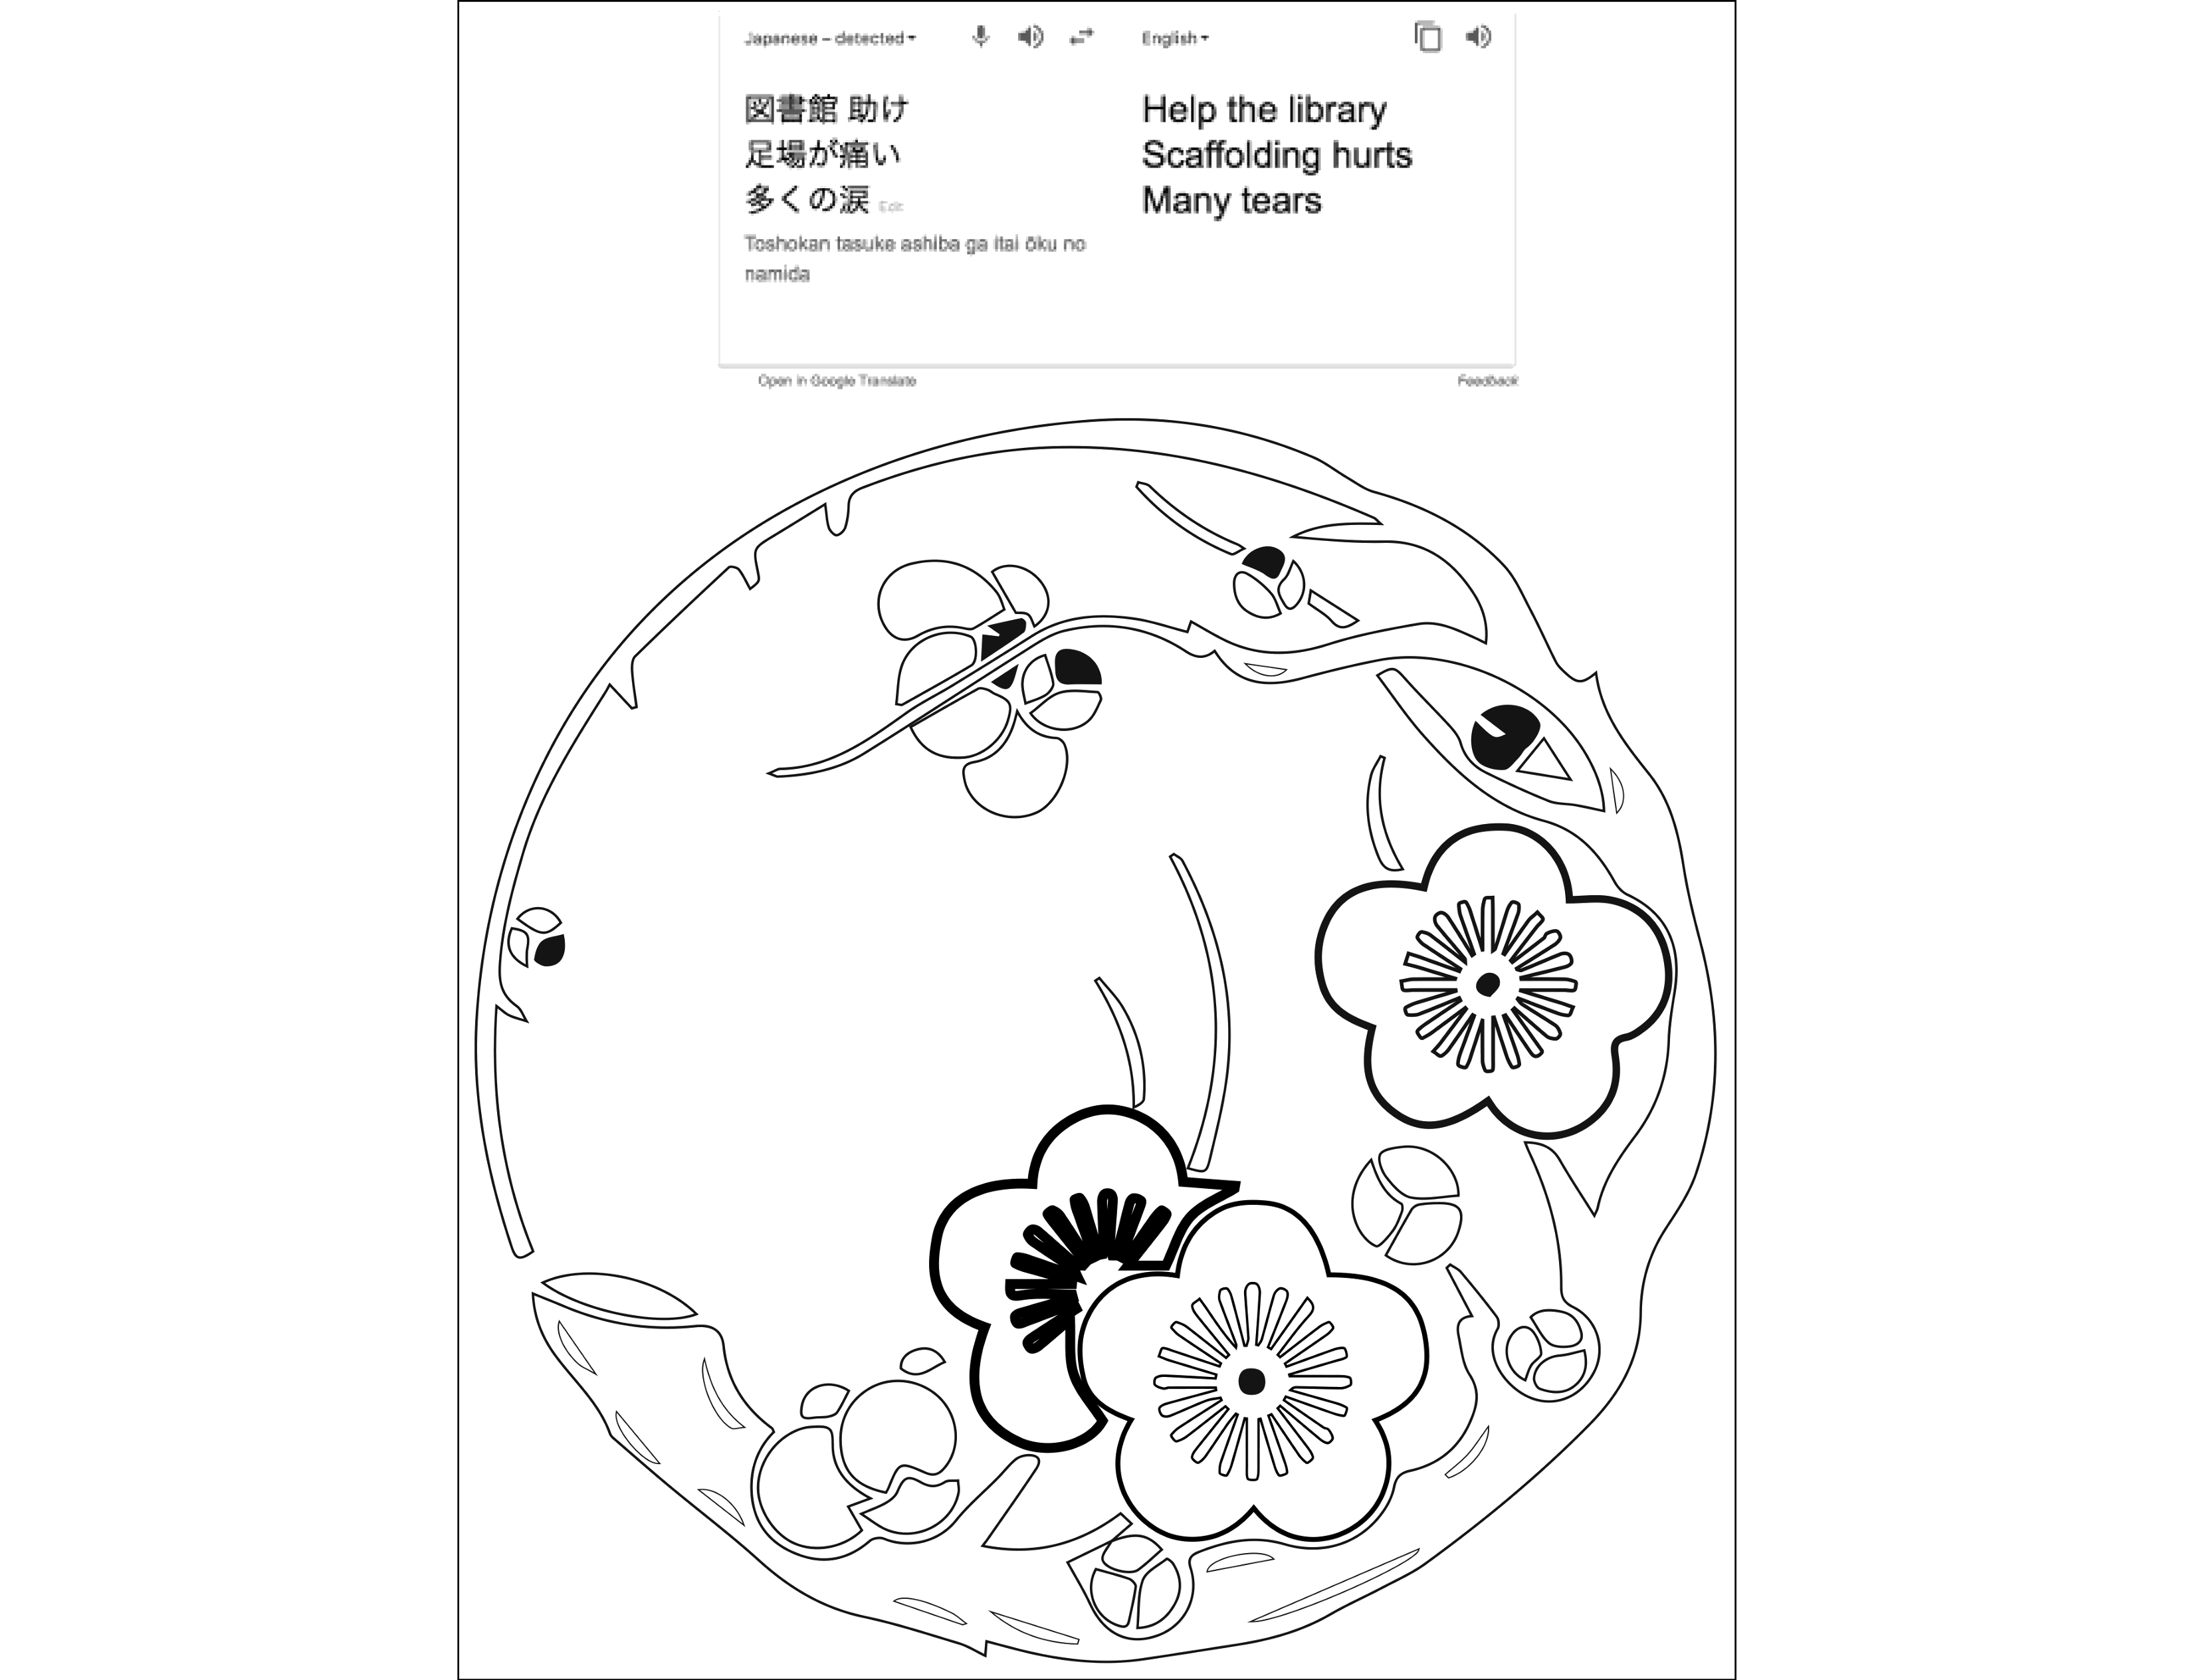 Japanese – detected
English
図書館 助け
足場が痛い
多くの涙 Edit
Toshokan tasuke ashiba ga itai ōku no
namida
Help the library
Scaffolding hurts
Many tears
Open in Google Translate
Feedback